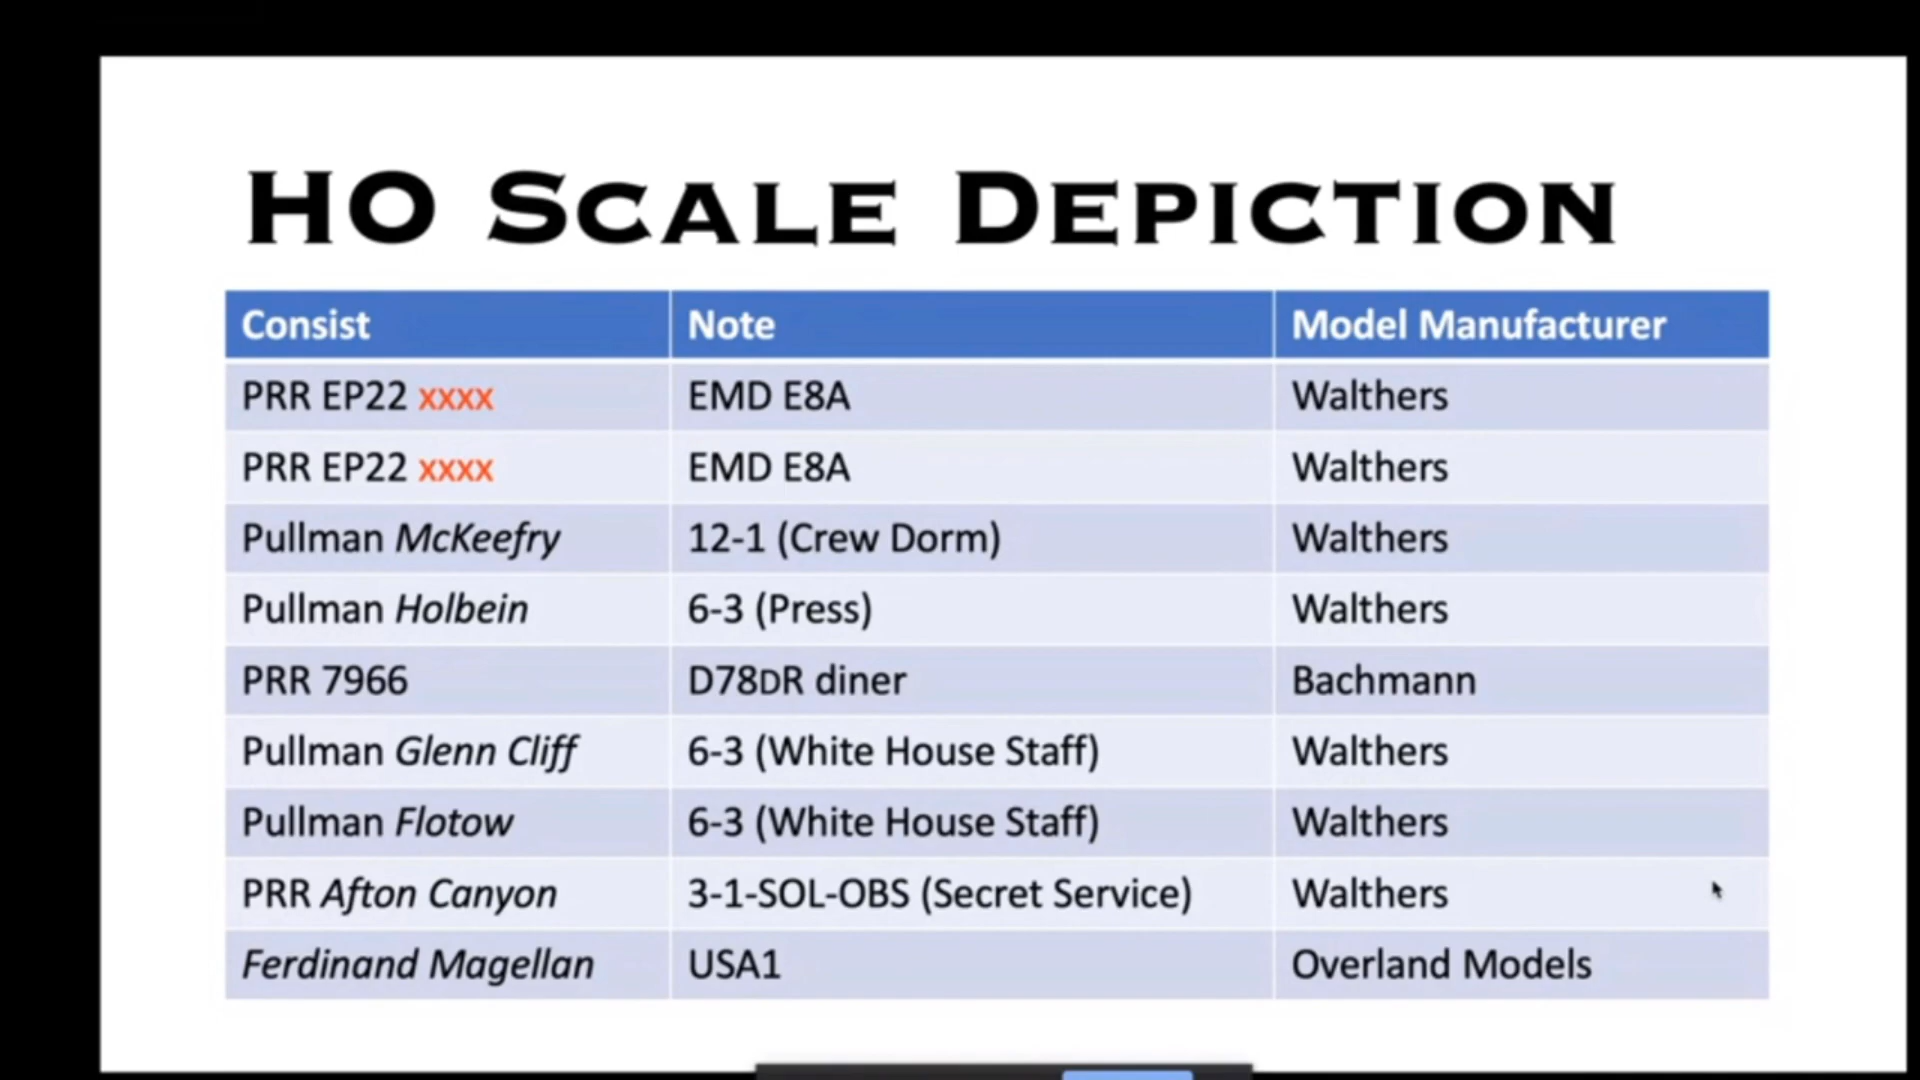 HO SCALE DEPICTION
Consist Note Model Manufacturer
PRR EP22 xxxx EMD E8A Walthers
PRR EP22 xxxx EMD E8A Walthers
Pullman McKeefry 12-1 (Crew Dorm) Walthers
Pullman Holbein 6-3 (Press) Walthers
PRR 7966 D78DR diner Bachmann
Pullman Glenn Cliff 6-3 (White House Staff) Walthers
Pullman Flotow 6-3 (White House Staff) Walthers
PRR Afton Canyon 3-1-SOL-OBS (Secret Service) Walthers
Ferdinand Magellan USA1 Overland Models